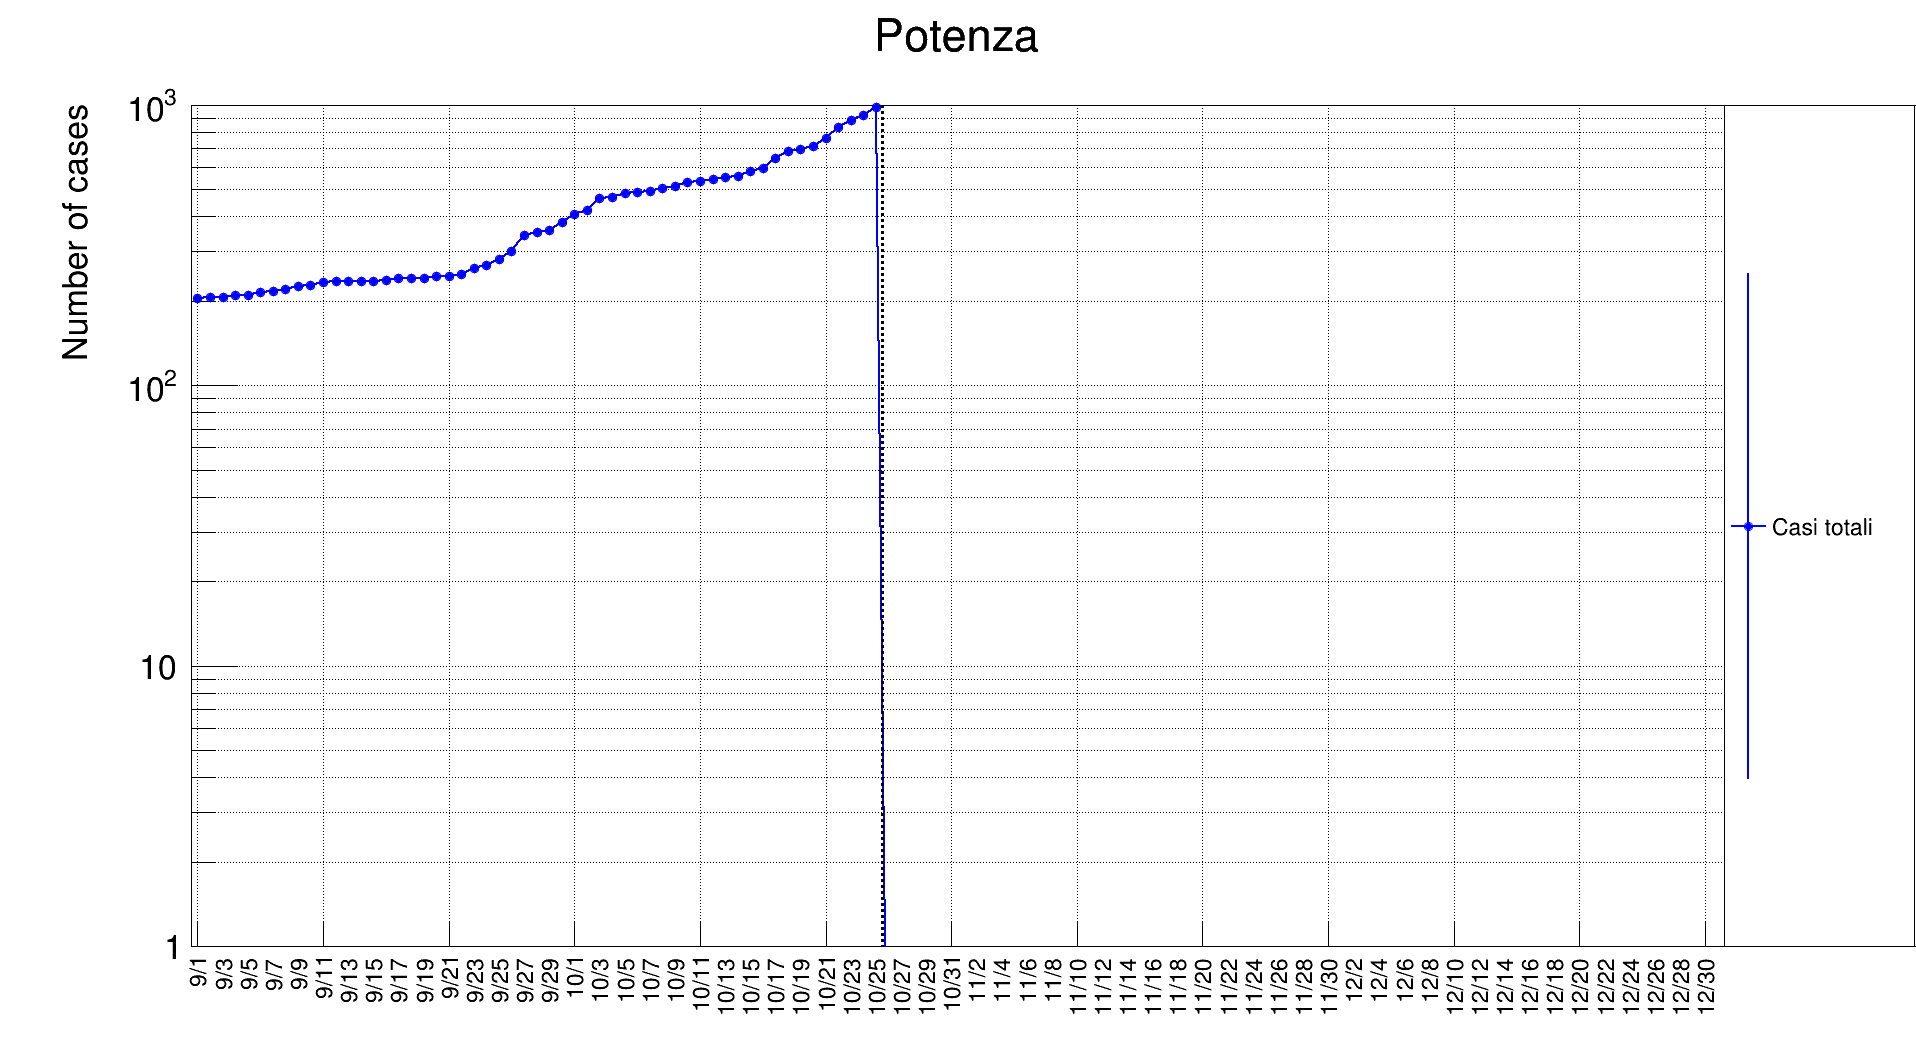 Potenza
Number of cases
10³
10²
10
1
9/1 9/3 9/5 9/7 9/9 9/11 9/13 9/15 9/17 9/19 9/21 9/23 9/25 9/27 9/29 10/1 10/3 10/5 10/7 10/9 10/11 10/13 10/15 10/17 10/19 10/21 10/23 10/25 10/27 10/29 10/31 11/2 11/4 11/6 11/8 11/10 11/12 11/14 11/16 11/18 11/20 11/22 11/24 11/26 11/28 11/30 12/2 12/4 12/6 12/8 12/10 12/12 12/14 12/16 12/18 12/20 12/22 12/24 12/26 12/28 12/30
Casi totali